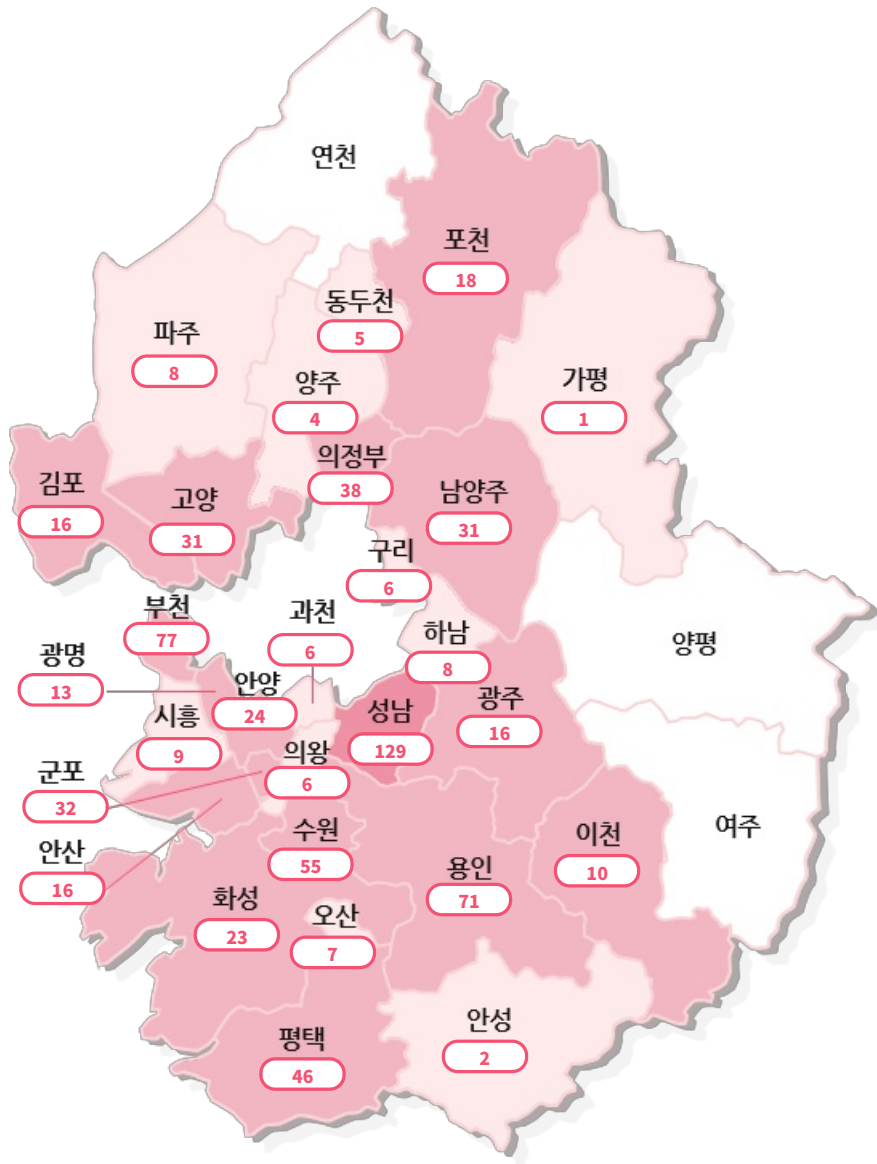 연천
포천
18
동두천
5
파주
8
양주
4
가평
1
의정부
38
김포
16
고양
31
남양주
31
구리
6
부천
77
과천
6
하남
8
양평
광명
13
안양
24
시흥
9
성남
129
광주
16
의왕
6
군포
32
여주
수원
55
이천
10
안산
16
용인
71
화성
23
오산
7
안성
2
평택
46